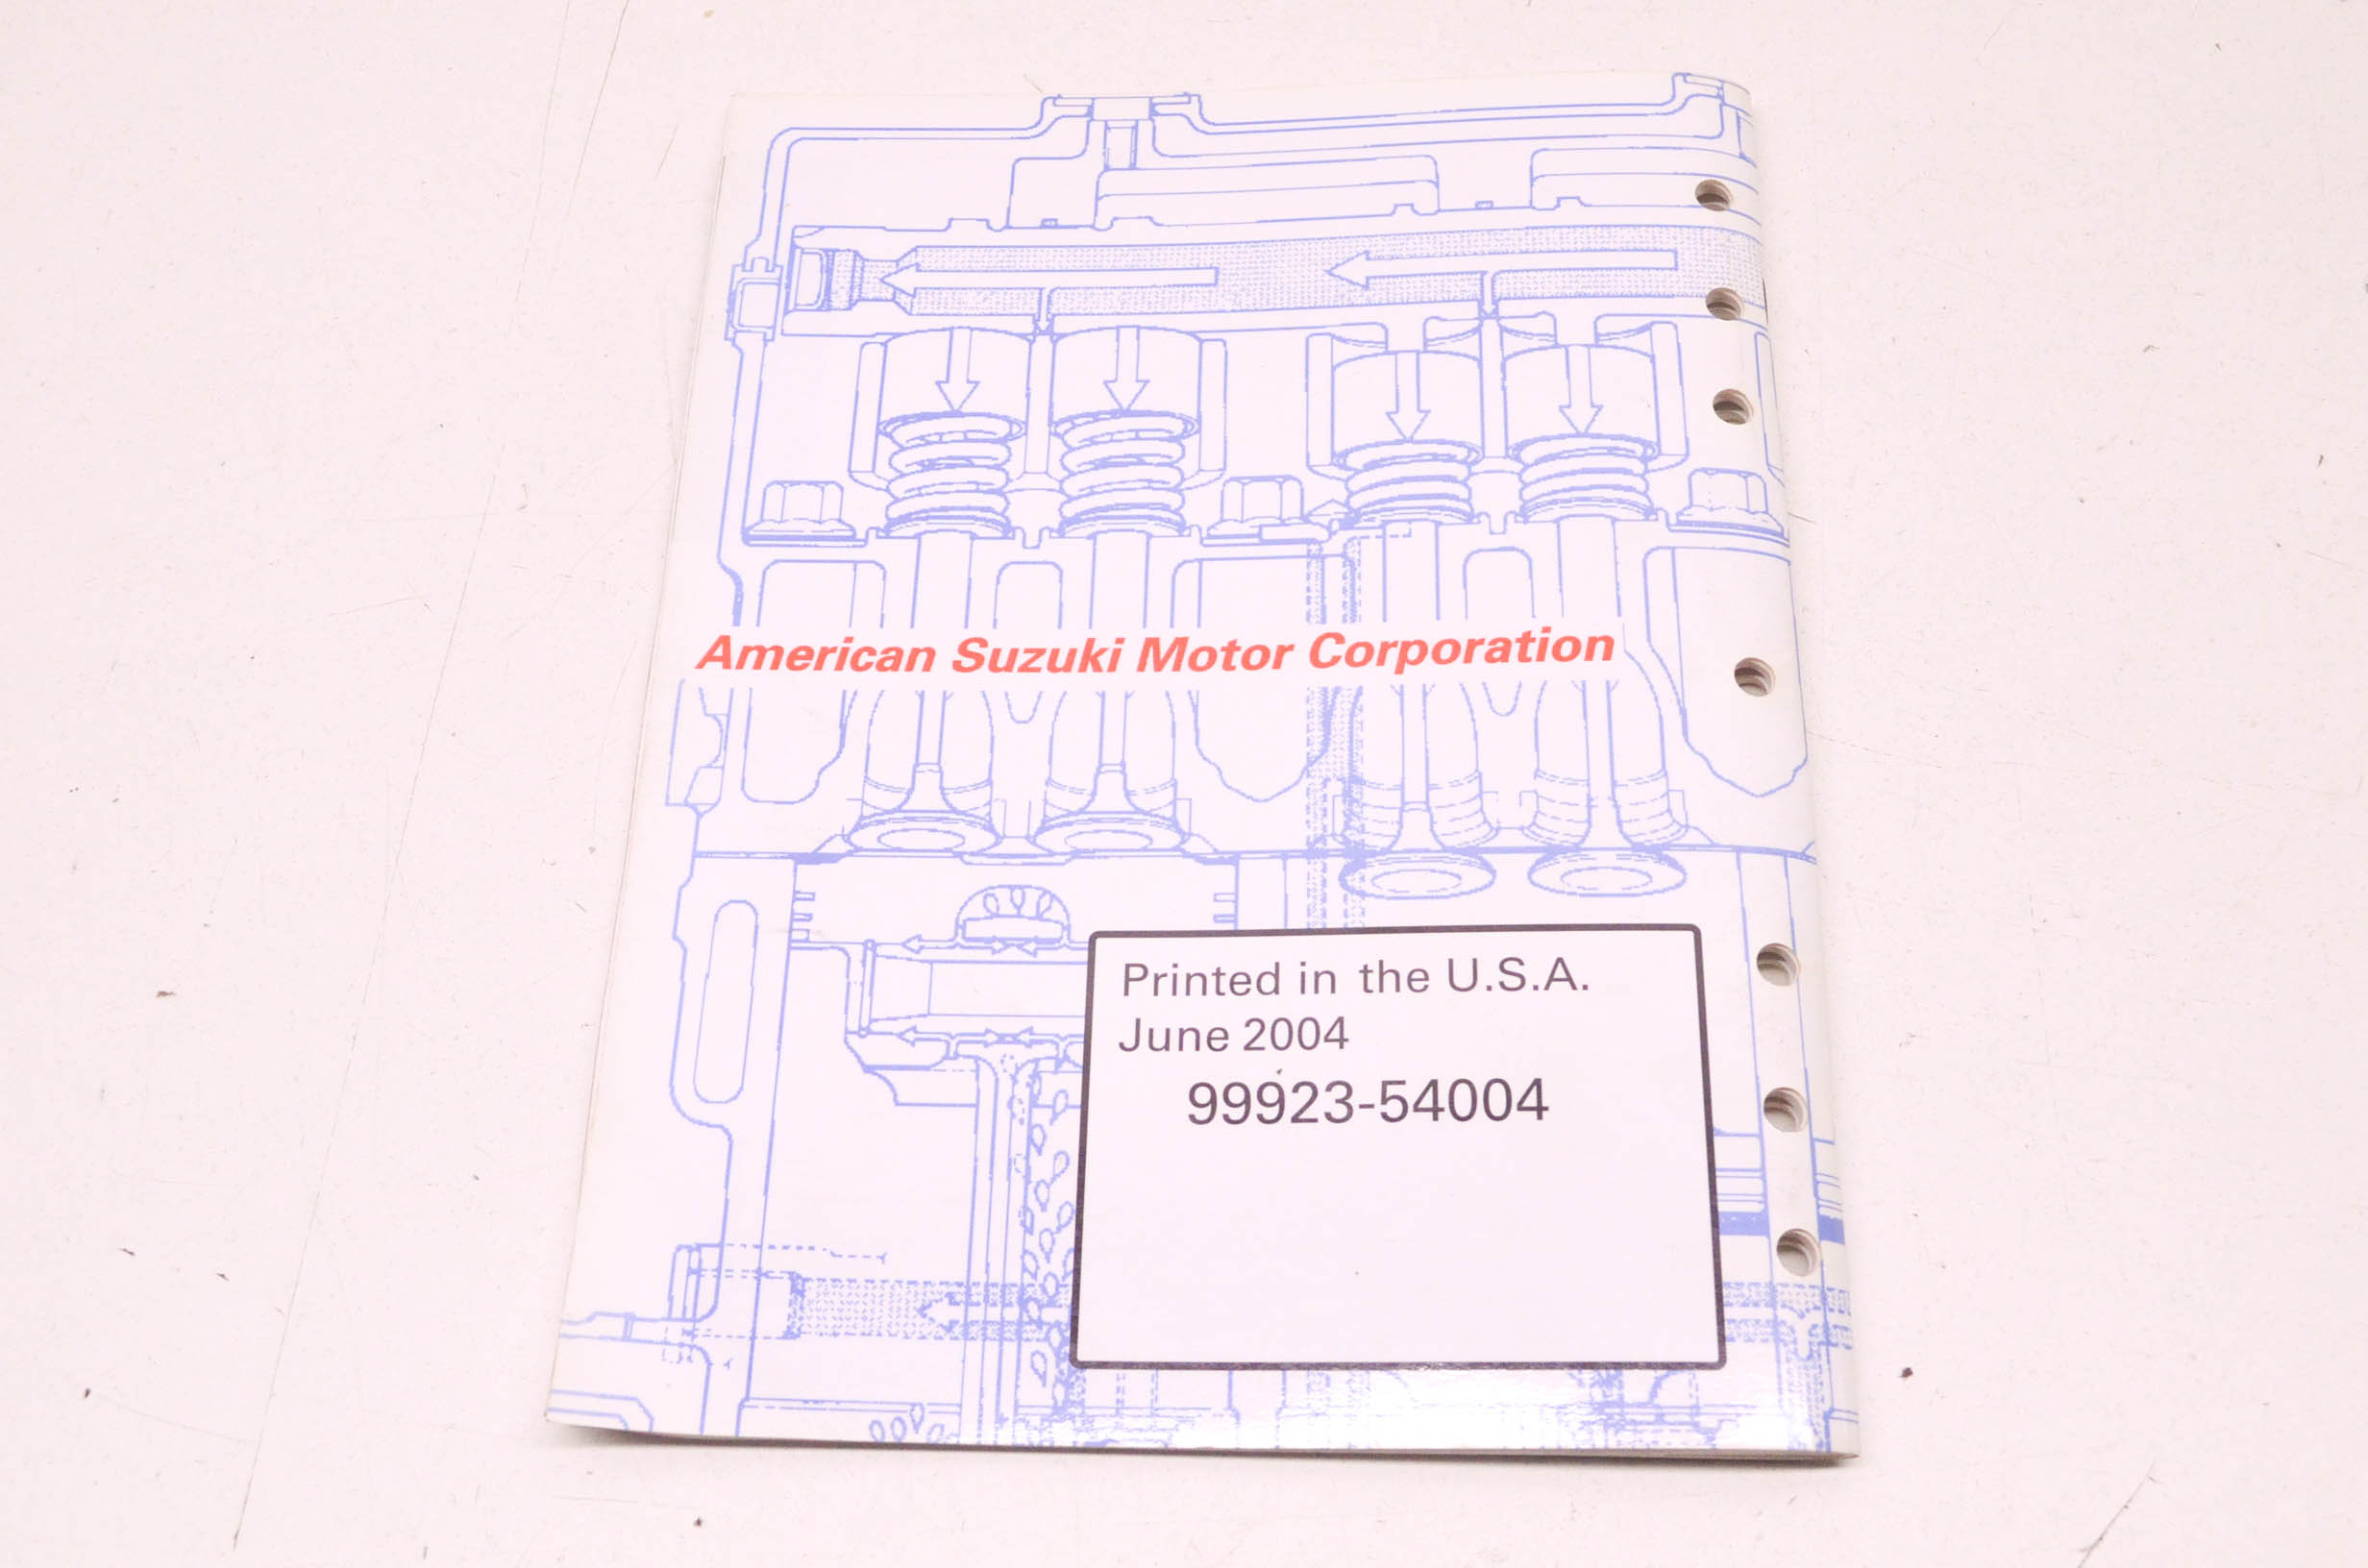 American Suzuki Motor Corporation
Printed in the U.S.A.
June 2004
99923-54004